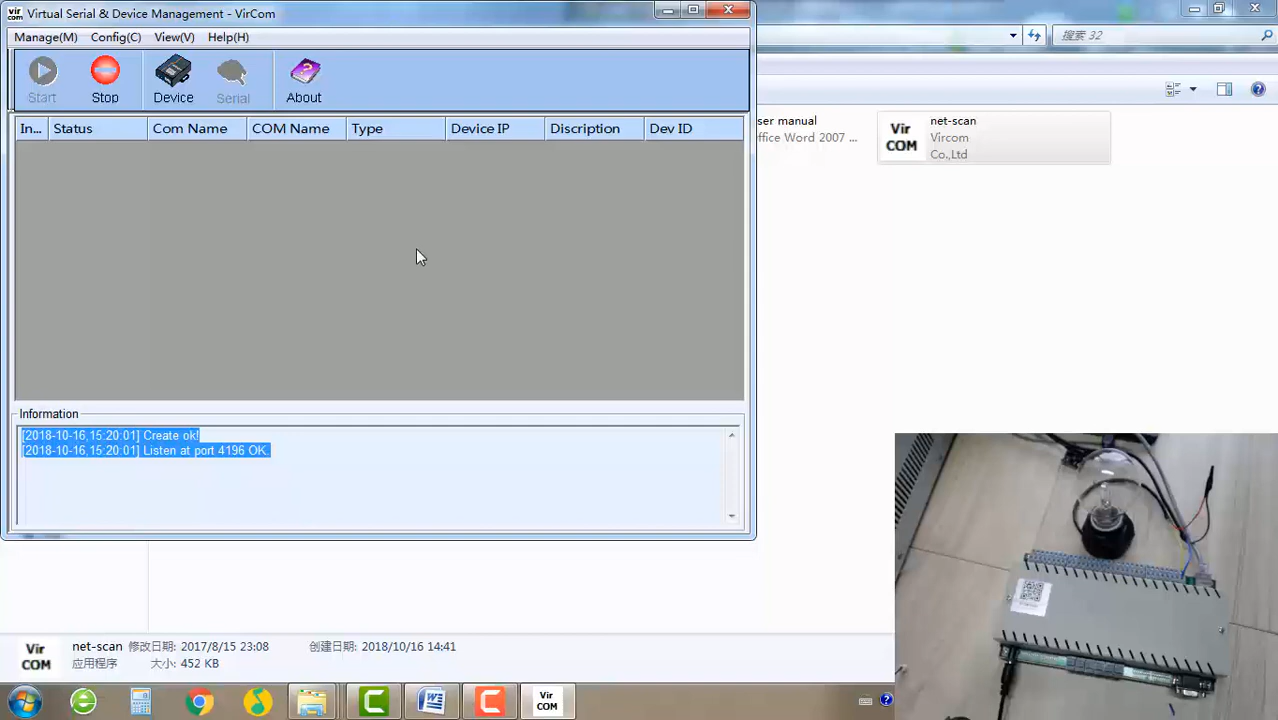 Virtual Serial & Device Management - VirCom
Manage(M) Config(C) View(V) Help(H)
Start Stop Device Serial About
In... Status Com Name COM Name Type Device IP Discription Dev ID
Information
[2018-10-16,15:20:01] Create ok!
[2018-10-16,15:20:01] Listen at port 4196 OK.
搜索 32
ser manual
ffice Word 2007 ...
Vir
COM
net-scan
Vircom
Co.,Ltd
Vir
COM
net-scan 修改日期: 2017/8/15 23:08 创建日期: 2018/10/16 14:41
应用程序 大小: 452 KB
Vir
COM